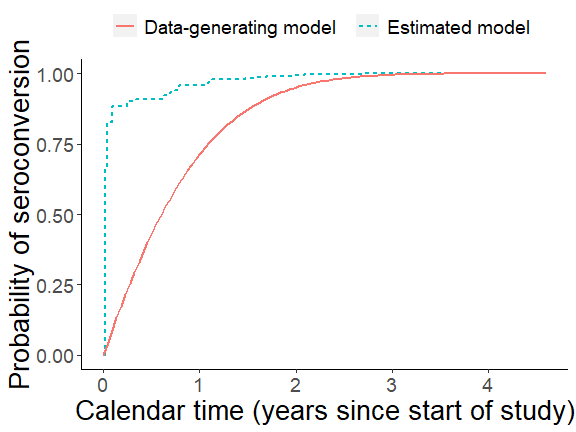 Data-generating model
Estimated model
Probability of seroconversion
1.00
0.75
0.50
0.25
0.00
0
1
2
3
4
Calendar time (years since start of study)